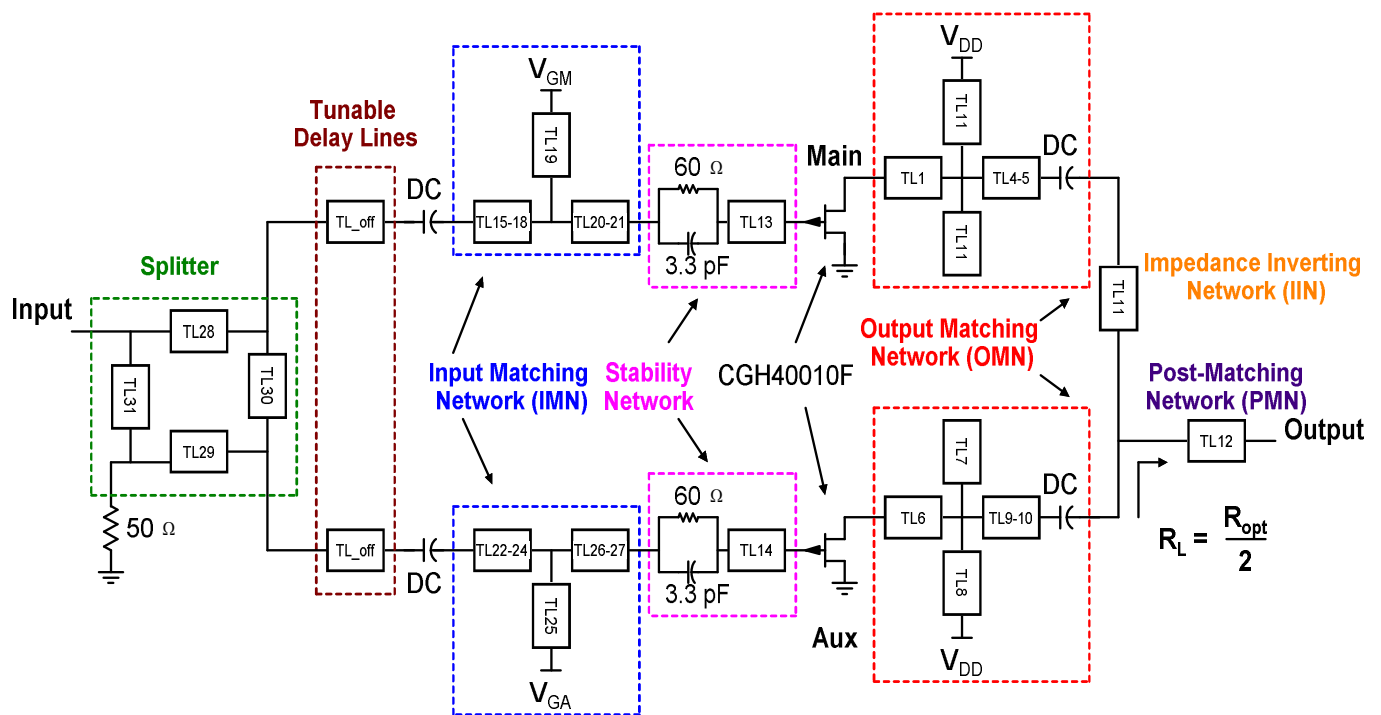 V_DD
V_GM
TL11
Tunable
Delay Lines
TL19
DC
Main
60 Ω
DC
TL1
TL4-5
TL_off
TL15-18
TL20-21
TL13
3.3 pF
TL11
Splitter
Impedance Inverting
Network (IIN)
TL11
Input
TL28
TL31
TL30
TL29
50 Ω
Input Matching
Network (IMN)
Stability
Network
CGH40010F
Output Matching
Network (OMN)
Post-Matching
Network (PMN)
TL12
Output
TL7
60 Ω
DC
TL6
TL9-10
TL_off
DC
TL22-24
TL26-27
TL14
3.3 pF
TL25
TL8
R_L = R_opt
2
Aux
V_GA
V_DD